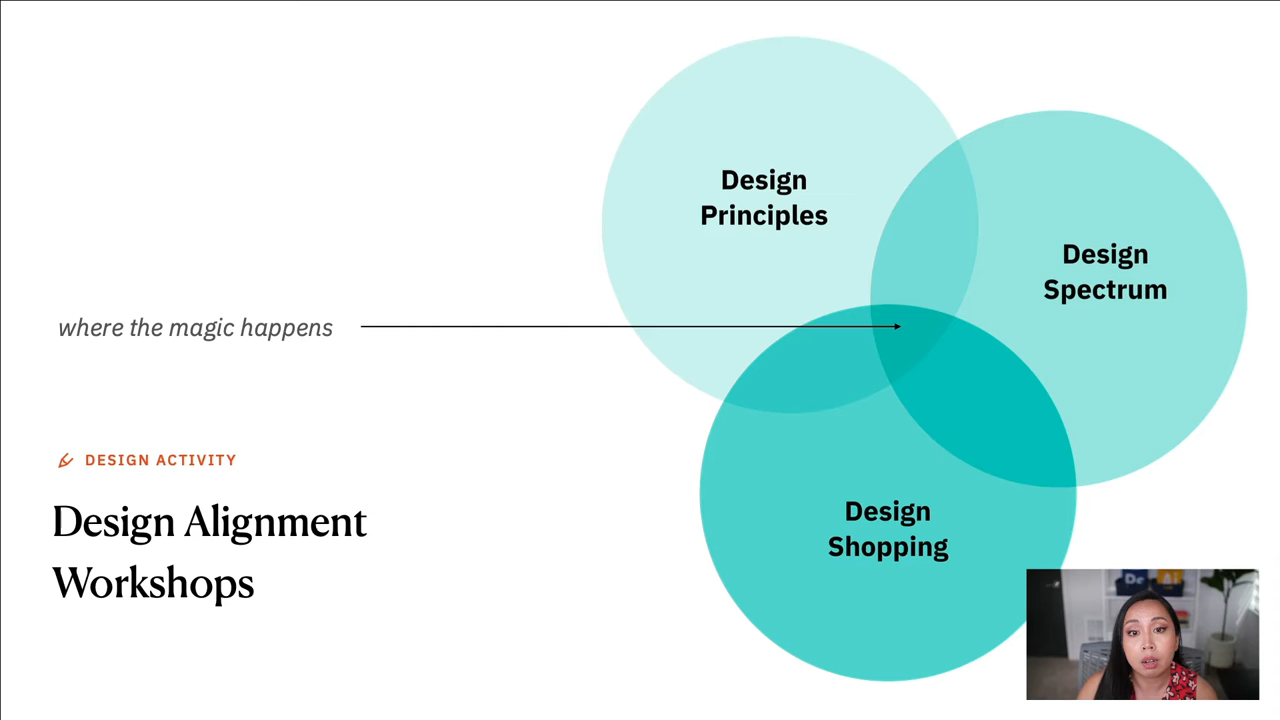 Design
Principles
Design
Spectrum
where the magic happens
DESIGN ACTIVITY
Design Alignment
Workshops
Design
Shopping